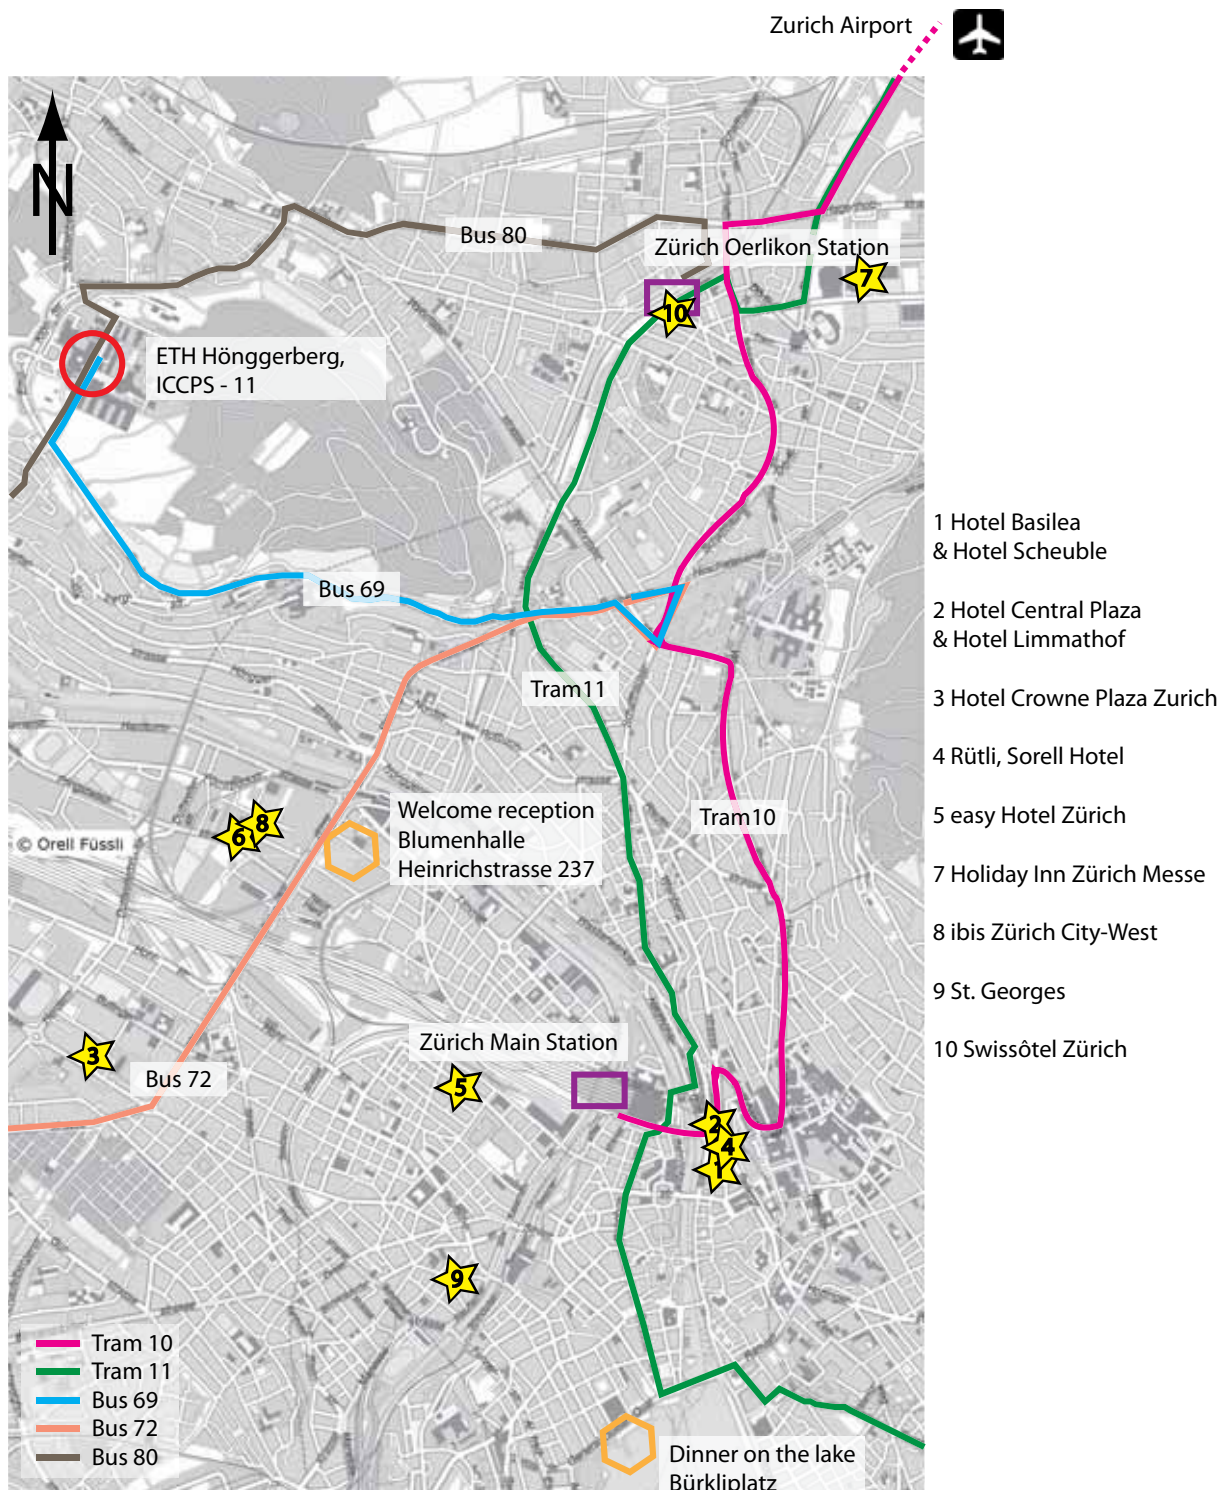 Zurich Airport
N
Bus 80
Zürich Oerlikon Station
7
10
ETH Hönggerberg,
ICCPS - 11
Bus 69
Tram11
Tram10
Welcome reception
Blumenhalle
Heinrichstrasse 237
6
8
© Orell Füssli
3
Bus 72
Zürich Main Station
5
2
4
1
9
Dinner on the lake
Bürkliplatz
Tram 10
Tram 11
Bus 69
Bus 72
Bus 80
1 Hotel Basilea
& Hotel Scheuble
2 Hotel Central Plaza
& Hotel Limmathof
3 Hotel Crowne Plaza Zurich
4 Rütli, Sorell Hotel
5 easy Hotel Zürich
7 Holiday Inn Zürich Messe
8 ibis Zürich City-West
9 St. Georges
10 Swissôtel Zürich